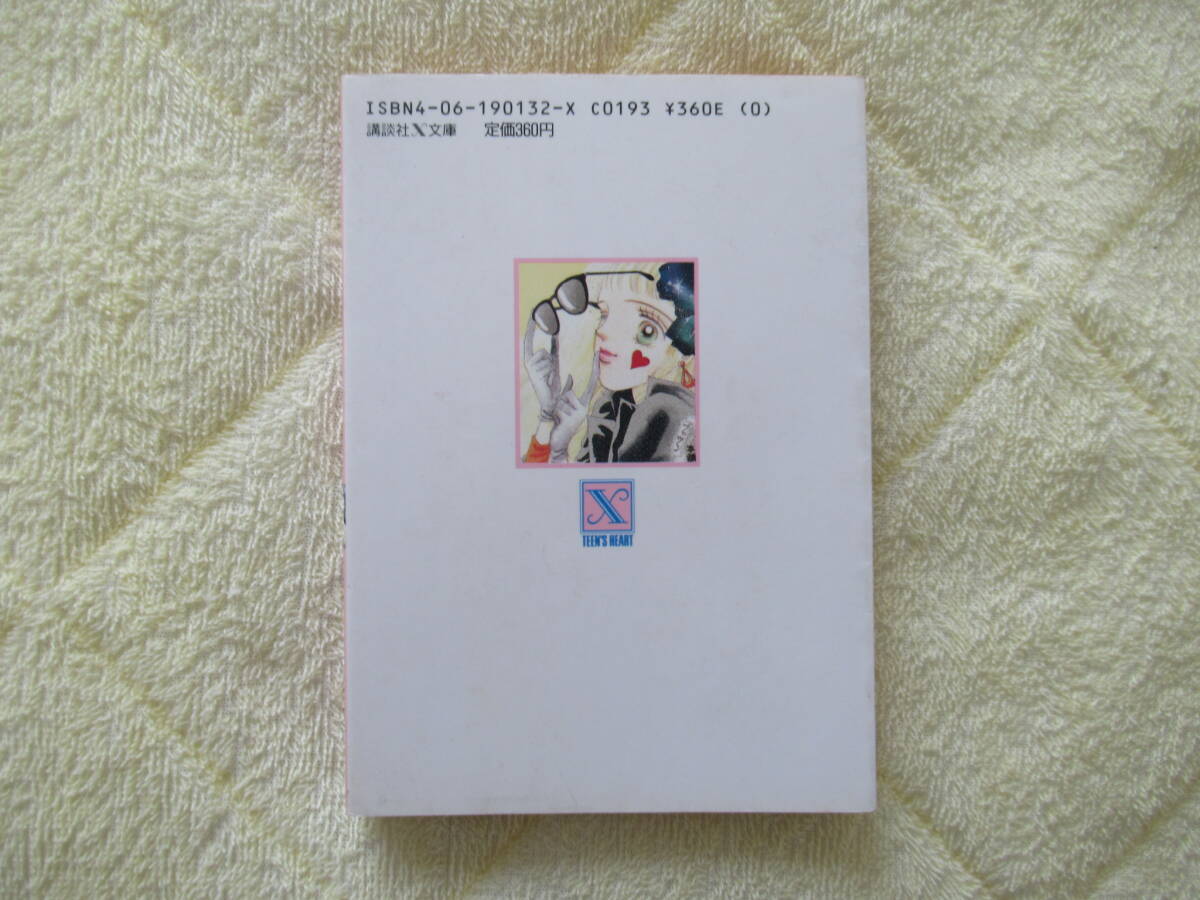 ISBN4-06-190132-X C0193 ¥360E (0)
講談社X文庫 定価360円
X
TEEN'S HEART